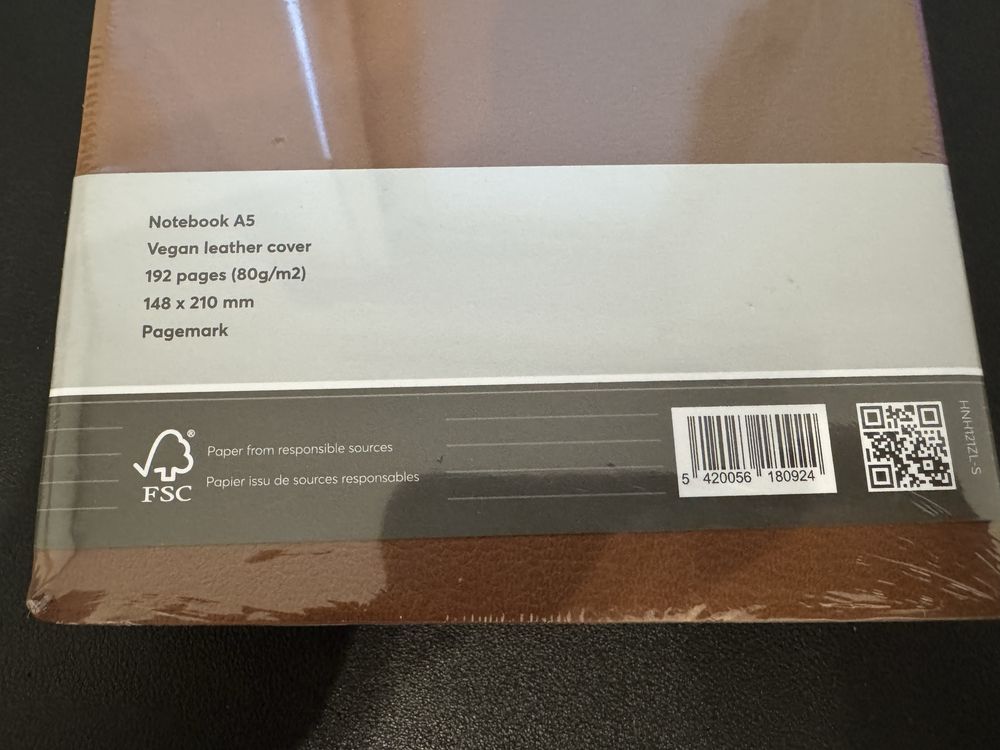 Notebook A5
Vegan leather cover
192 pages (80g/m2)
148 x 210 mm
Pagemark
FSC ®
Paper from responsible sources
Papier issu de sources responsables
5 420056 180924
HNH121ZL-S